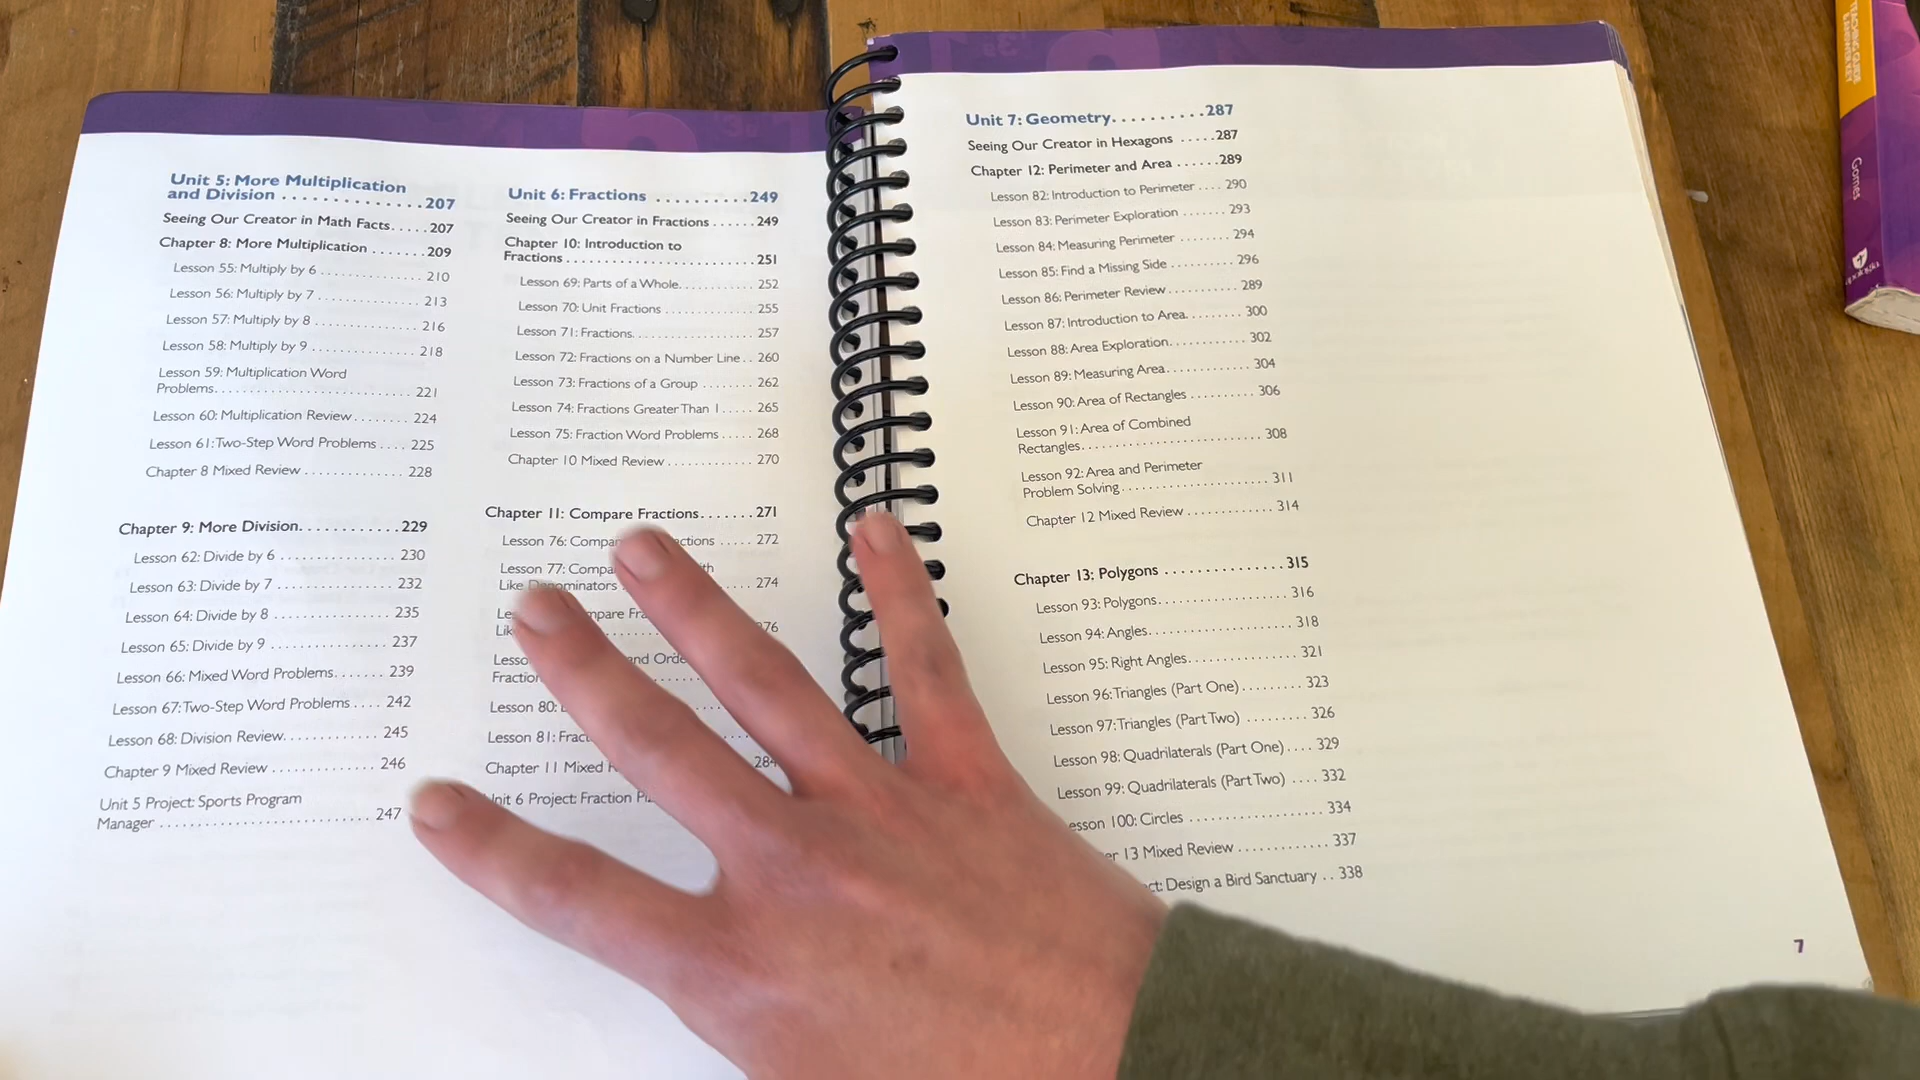 Unit 5: More Multiplication
and Division . . . . . . . . . . . . . . 207
Seeing Our Creator in Math Facts. . . . . 207
Chapter 8: More Multiplication . . . . . . . 209
Lesson 55: Multiply by 6 . . . . . . . . . . . . . 210
Lesson 56: Multiply by 7 . . . . . . . . . . . . . 213
Lesson 57: Multiply by 8 . . . . . . . . . . . . . 216
Lesson 58: Multiply by 9 . . . . . . . . . . . . . 218
Lesson 59: Multiplication Word
Problems. . . . . . . . . . . . . . . . . . . . . . . . . . 221
Lesson 60: Multiplication Review . . . . . . . 224
Lesson 61: Two-Step Word Problems . . . . 225
Chapter 8 Mixed Review . . . . . . . . . . . . . 228
Chapter 9: More Division. . . . . . . . . . . . 229
Lesson 62: Divide by 6 . . . . . . . . . . . . . . . 230
Lesson 63: Divide by 7 . . . . . . . . . . . . . . . 232
Lesson 64: Divide by 8 . . . . . . . . . . . . . . . 235
Lesson 65: Divide by 9 . . . . . . . . . . . . . . . 237
Lesson 66: Mixed Word Problems. . . . . . . 239
Lesson 67: Two-Step Word Problems . . . . 242
Lesson 68: Division Review. . . . . . . . . . . . 245
Chapter 9 Mixed Review . . . . . . . . . . . . . 246
Unit 5 Project: Sports Program
Manager . . . . . . . . . . . . . . . . . . . . . . . . . . 247
Unit 6: Fractions . . . . . . . . . . 249
Seeing Our Creator in Fractions . . . . . . 249
Chapter 10: Introduction to
Fractions . . . . . . . . . . . . . . . . . . . . . . . . . 251
Lesson 69: Parts of a Whole. . . . . . . . . . . 252
Lesson 70: Unit Fractions . . . . . . . . . . . . . 255
Lesson 71: Fractions. . . . . . . . . . . . . . . . . 257
Lesson 72: Fractions on a Number Line . . 260
Lesson 73: Fractions of a Group . . . . . . . . 262
Lesson 74: Fractions Greater Than 1 . . . . . 265
Lesson 75: Fraction Word Problems . . . . . 268
Chapter 10 Mixed Review . . . . . . . . . . . . 270
Chapter 11: Compare Fractions. . . . . . . 271
Lesson 76: . . . . . 272
Lesson 77:
Like Denominators 274
Lesson 80:
Lesson 81:
Chapter 11 Mixed 284
Unit 6 Project: Fraction
Unit 7: Geometry. . . . . . . . . . 287
Seeing Our Creator in Hexagons . . . . . 287
Chapter 12: Perimeter and Area . . . . . . 289
Lesson 82: Introduction to Perimeter . . . . 290
Lesson 83: Perimeter Exploration . . . . . . . 293
Lesson 84: Measuring Perimeter . . . . . . . . 294
Lesson 85: Find a Missing Side . . . . . . . . . 296
Lesson 86: Perimeter Review . . . . . . . . . . 289
Lesson 87: Introduction to Area. . . . . . . . . 300
Lesson 88: Area Exploration. . . . . . . . . . . . 302
Lesson 89: Measuring Area. . . . . . . . . . . . . 304
Lesson 90: Area of Rectangles . . . . . . . . . . 306
Lesson 91: Area of Combined
Rectangles. . . . . . . . . . . . . . . . . . . . . . . . . 308
Lesson 92: Area and Perimeter
Problem Solving. . . . . . . . . . . . . . . . . . . . . 311
Chapter 12 Mixed Review . . . . . . . . . . . . 314
Chapter 13: Polygons . . . . . . . . . . . . . . . 315
Lesson 93: Polygons. . . . . . . . . . . . . . . . . . 316
Lesson 94: Angles. . . . . . . . . . . . . . . . . . . . 318
Lesson 95: Right Angles. . . . . . . . . . . . . . . 321
Lesson 96: Triangles (Part One) . . . . . . . . . 323
Lesson 97: Triangles (Part Two) . . . . . . . . . 326
Lesson 98: Quadrilaterals (Part One) . . . . 329
Lesson 99: Quadrilaterals (Part Two) . . . . 332
100: Circles . . . . . . . . . . . . . . . . . . . 334
13 Mixed Review . . . . . . . . . . . . . 337
Design a Bird Sanctuary . . 338
7
TEACHING GUIDE
& ANSWER KEY
Gomes
apologia